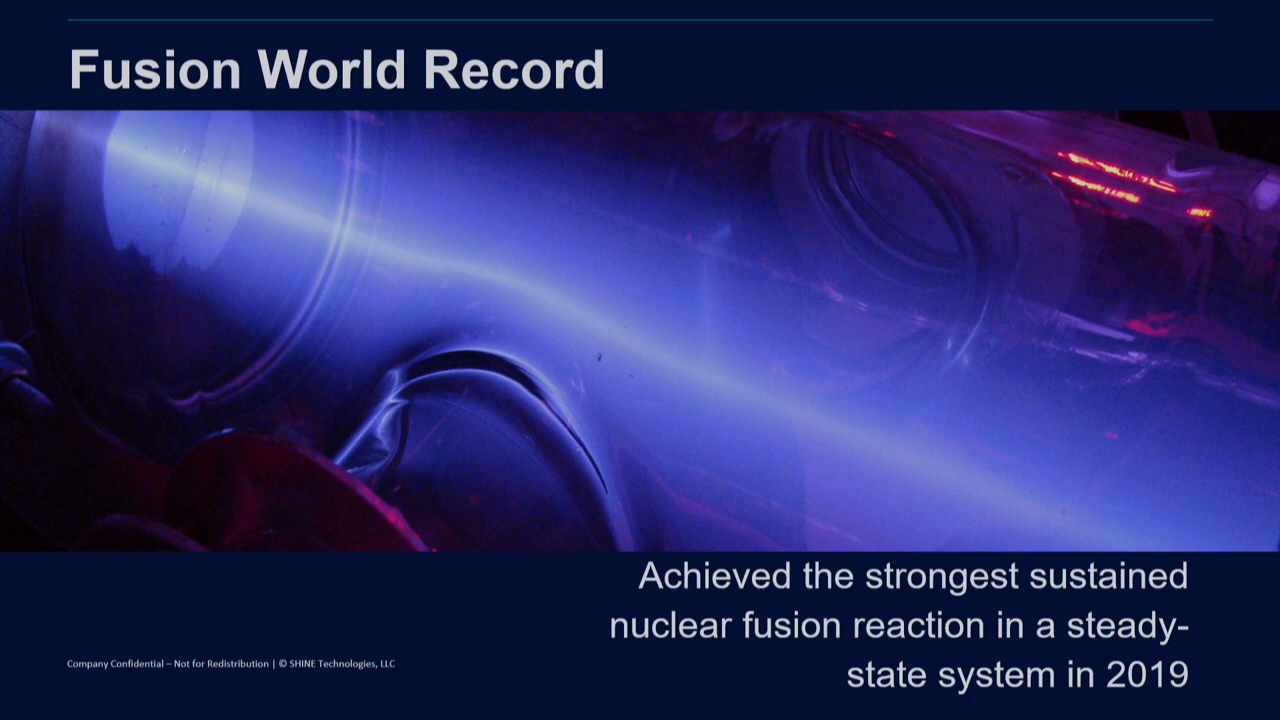 Fusion World Record
Achieved the strongest sustained
nuclear fusion reaction in a steady-
state system in 2019
Company Confidential – Not for Redistribution | © SHINE Technologies, LLC